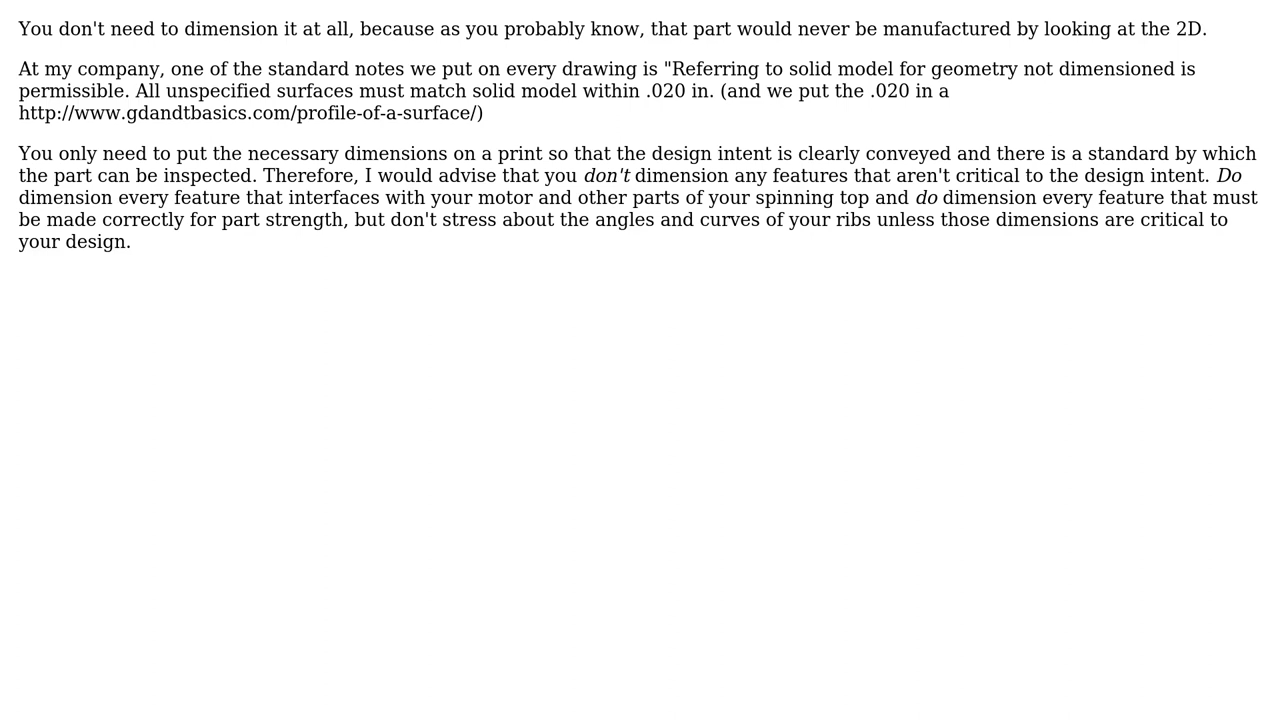 You don't need to dimension it at all, because as you probably know, that part would never be manufactured by looking at the 2D.
At my company, one of the standard notes we put on every drawing is "Referring to solid model for geometry not dimensioned is
permissible. All unspecified surfaces must match solid model within .020 in. (and we put the .020 in a
http://www.gdandtbasics.com/profile-of-a-surface/)
You only need to put the necessary dimensions on a print so that the design intent is clearly conveyed and there is a standard by which
the part can be inspected. Therefore, I would advise that you don't dimension any features that aren't critical to the design intent. Do
dimension every feature that interfaces with your motor and other parts of your spinning top and do dimension every feature that must
be made correctly for part strength, but don't stress about the angles and curves of your ribs unless those dimensions are critical to
your design.